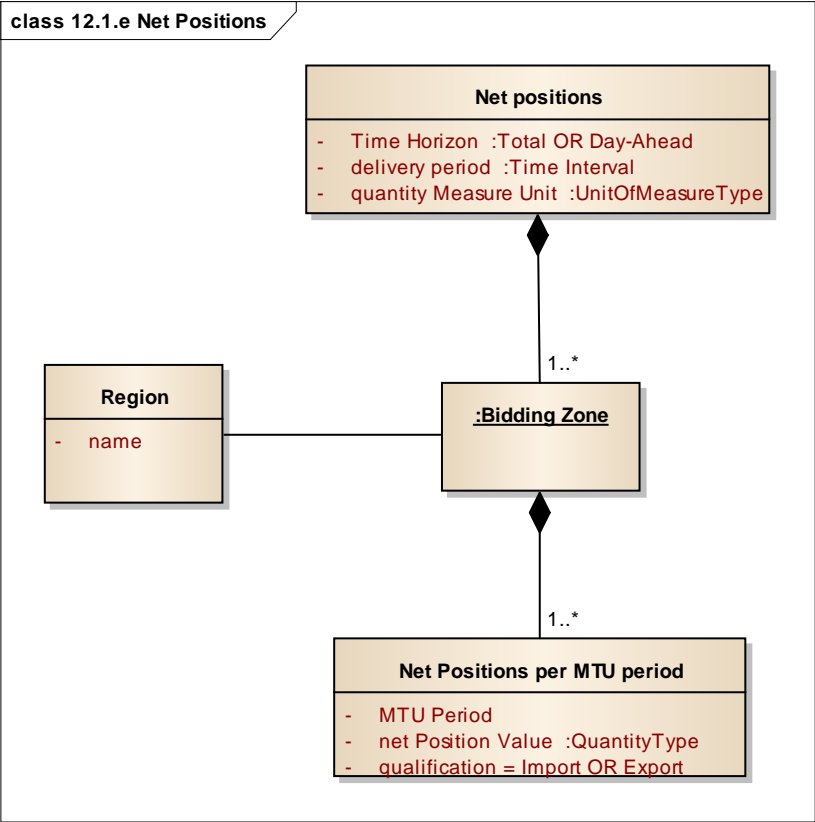 class 12.1.e Net Positions
Net positions
- Time Horizon :Total OR Day-Ahead
- delivery period :Time Interval
- quantity Measure Unit :UnitOfMeasureType
1..*
Region
- name
:Bidding Zone
1..*
Net Positions per MTU period
- MTU Period
- net Position Value :QuantityType
- qualification = Import OR Export